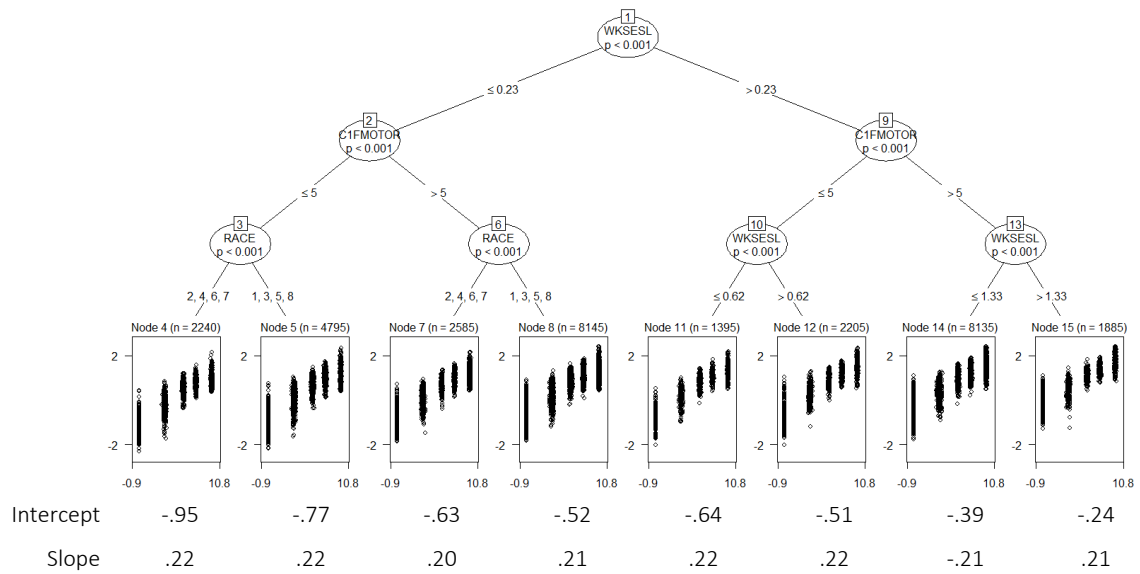 1
WKSESL
p < 0.001
≤ 0.23
> 0.23
2
C1FMOTOR
p < 0.001
9
C1FMOTOR
p < 0.001
≤ 5
> 5
≤ 5
> 5
3
RACE
p < 0.001
6
RACE
p < 0.001
10
WKSESL
p < 0.001
13
WKSESL
p < 0.001
2, 4, 6, 7
1, 3, 5, 8
2, 4, 6, 7
1, 3, 5, 8
≤ 0.62
> 0.62
≤ 1.33
> 1.33
Node 4 (n = 2240)
Node 5 (n = 4795)
Node 7 (n = 2585)
Node 8 (n = 8145)
Node 11 (n = 1395)
Node 12 (n = 2205)
Node 14 (n = 8135)
Node 15 (n = 1885)
2 2 2 2 2 2 2 2
-2 -2 -2 -2 -2 -2 -2 -2
-0.9 10.8 -0.9 10.8 -0.9 10.8 -0.9 10.8 -0.9 10.8 -0.9 10.8 -0.9 10.8 -0.9 10.8
Intercept -.95 -.77 -.63 -.52 -.64 -.51 -.39 -.24
Slope .22 .22 .20 .21 .22 .22 -.21 .21